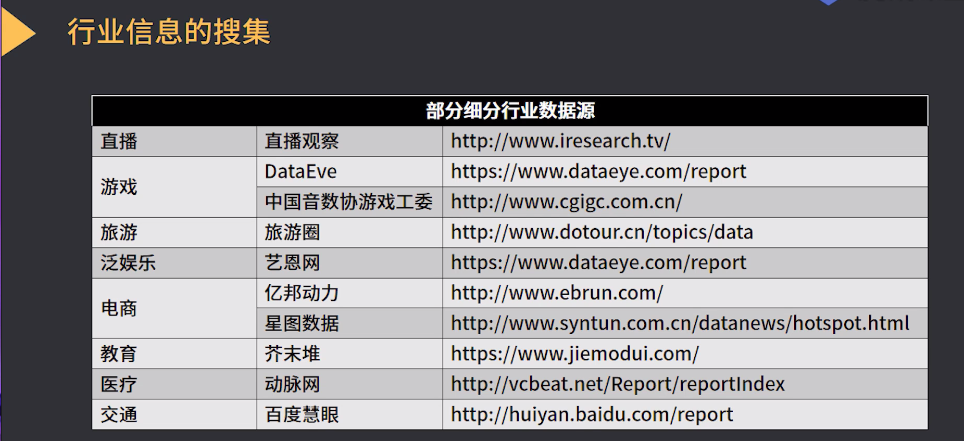 行业信息的搜集
部分细分行业数据源
直播 直播观察 http://www.iresearch.tv/
游戏 DataEve https://www.dataeye.com/report
中国音数协游戏工委 http://www.cgigc.com.cn/
旅游 旅游圈 http://www.dotour.cn/topics/data
泛娱乐 艺恩网 https://www.dataeye.com/report
电商 亿邦动力 http://www.ebrun.com/
星图数据 http://www.syntun.com.cn/datanews/hotspot.html
教育 芥末堆 https://www.jiemodui.com/
医疗 动脉网 http://vcbeat.net/Report/reportIndex
交通 百度慧眼 http://huiyan.baidu.com/report